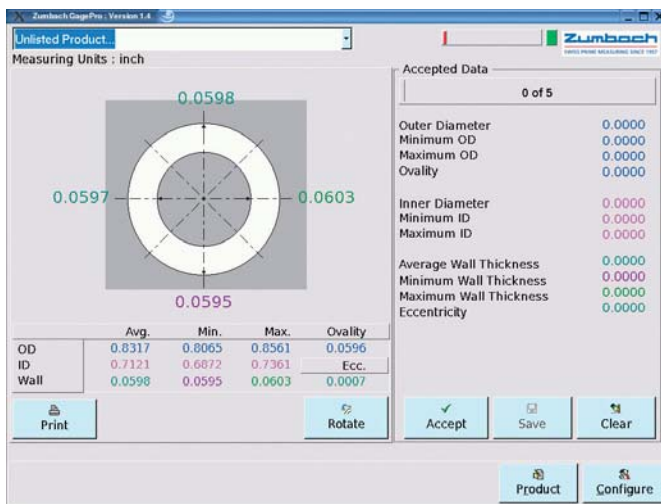 Zumbach GagePro : Version 1.4
Unlisted Product...
Zumbach
SWISS PRIME MEASURING SINCE 1957
Measuring Units : inch
0.0598
0.0597
0.0603
0.0595
Avg. Min. Max. Ovality
OD 0.8317 0.8065 0.8561 0.0596
ID 0.7121 0.6872 0.7361 Ecc.
Wall 0.0598 0.0595 0.0603 0.0007
Print
Rotate
Accepted Data
0 of 5
Outer Diameter 0.0000
Minimum OD 0.0000
Maximum OD 0.0000
Ovality 0.0000
Inner Diameter 0.0000
Minimum ID 0.0000
Maximum ID 0.0000
Average Wall Thickness 0.0000
Minimum Wall Thickness 0.0000
Maximum Wall Thickness 0.0000
Eccentricity 0.0000
Accept
Save
Clear
Product
Configure